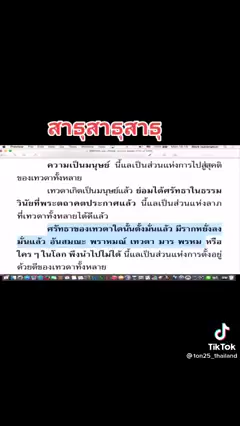 สาธุสาธุสาธุ
ความเป็นมนุษย์ นี้แลเป็นส่วนแห่งการไปสู่สุคติ
ของเทวดาทั้งหลาย
เทวดาเกิดเป็นมนุษย์แล้ว ย่อมได้ศรัทธาในธรรม
วินัยที่พระตถาคตประกาศแล้ว นี้แลเป็นส่วนแห่งลาภ
ที่เทวดาทั้งหลายได้ดีแล้ว
ศรัทธาของเทวดาใดนั้นตั้งมั่นแล้ว มีรากหยั่งลง
มั่นแล้ว อันสมณะ พราหมณ์ เทวดา มาร พรหม หรือ
ใคร ๆ ในโลก พึงนำไปไม่ได้ นี้แลเป็นส่วนแห่งการตั้งอยู่
ด้วยดีของเทวดาทั้งหลาย
TikTok
@ton25_thailand